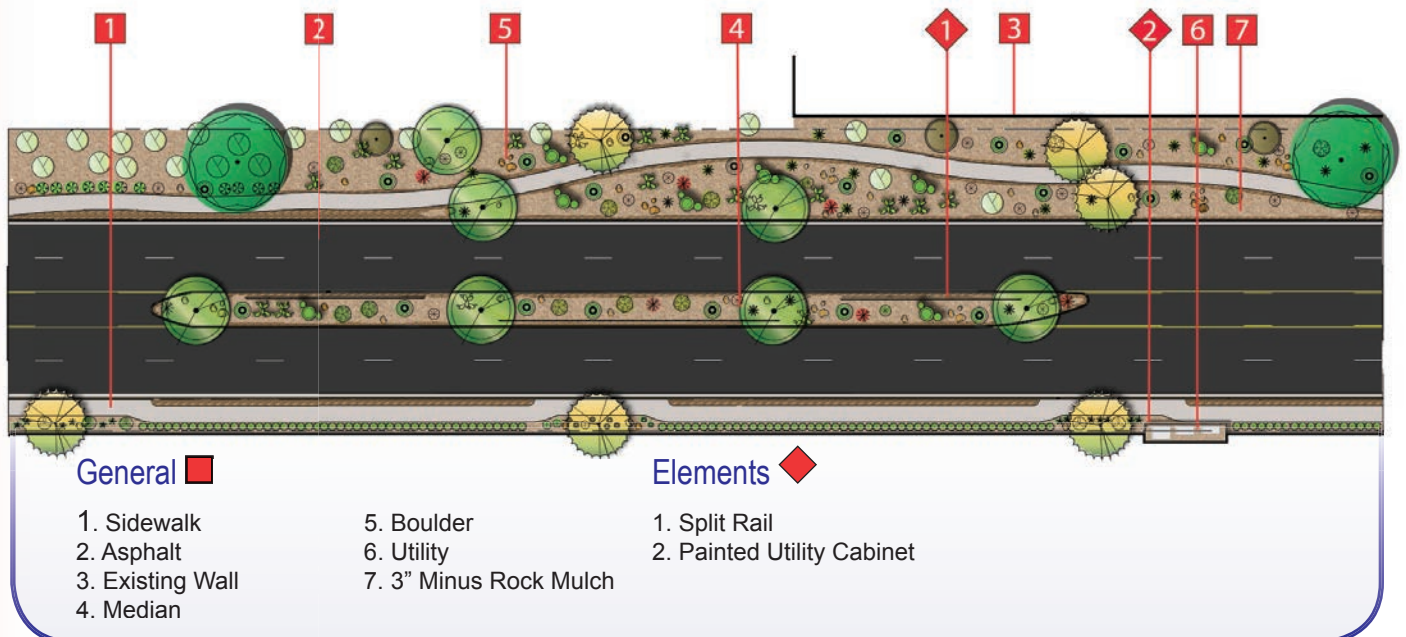 1 2 5 4 1 3 2 6 7
General Elements
1. Sidewalk
2. Asphalt
3. Existing Wall
4. Median
5. Boulder
6. Utility
7. 3” Minus Rock Mulch
1. Split Rail
2. Painted Utility Cabinet